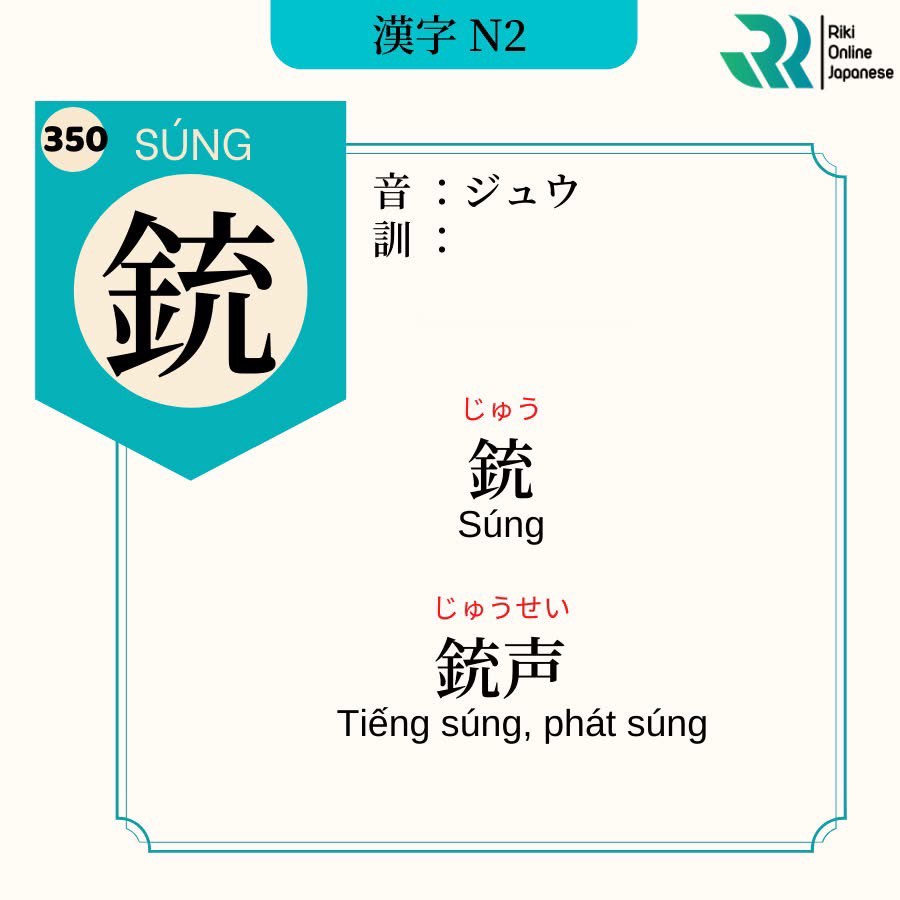 漢字 N2
Riki
Online
Japanese
350
SÚNG
銃
音 ：ジュウ
訓 ：
じゅう
銃
Súng
じゅうせい
銃声
Tiếng súng, phát súng